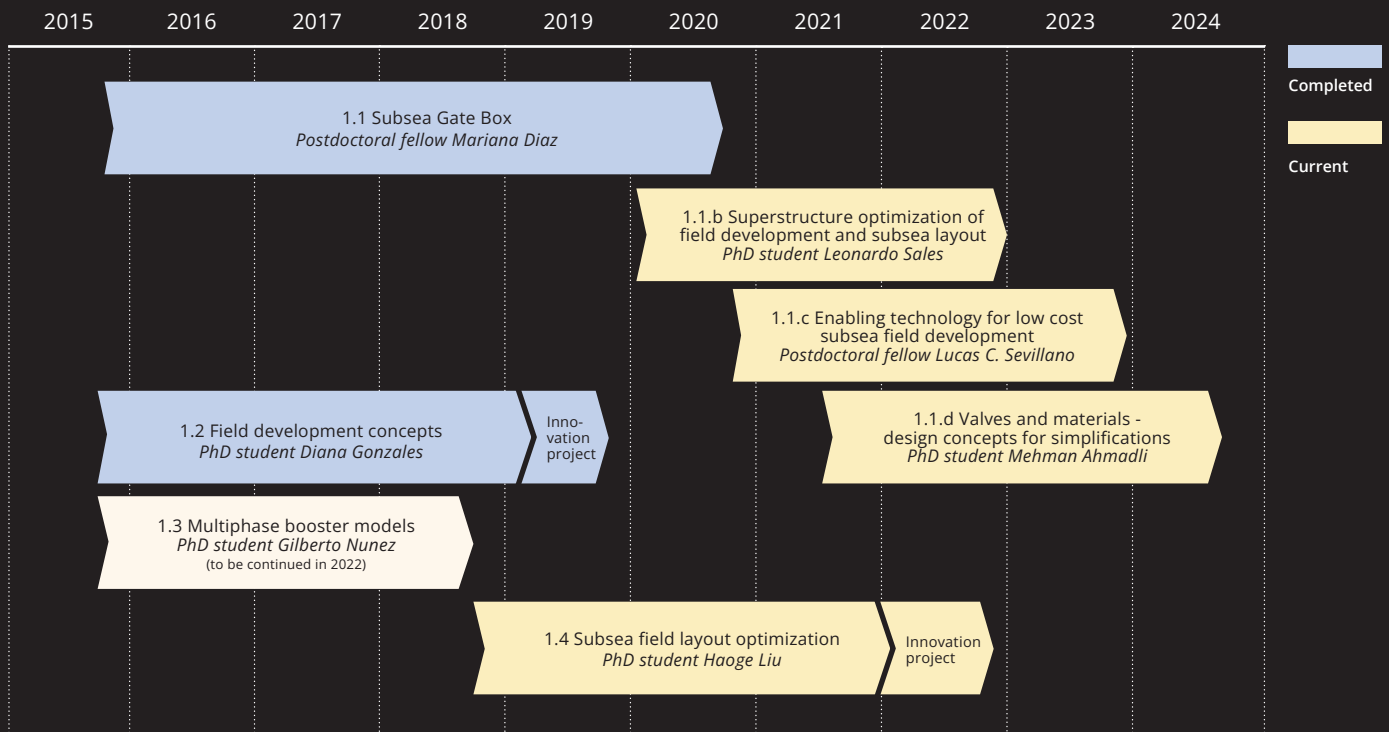 2015 2016 2017 2018 2019 2020 2021 2022 2023 2024
Completed
Current
1.1 Subsea Gate Box
Postdoctoral fellow Mariana Diaz
1.1.b Superstructure optimization of
field development and subsea layout
PhD student Leonardo Sales
1.1.c Enabling technology for low cost
subsea field development
Postdoctoral fellow Lucas C. Sevillano
1.2 Field development concepts
PhD student Diana Gonzales
Inno-
vation
project
1.1.d Valves and materials -
design concepts for simplifications
PhD student Mehman Ahmadli
1.3 Multiphase booster models
PhD student Gilberto Nunez
(to be continued in 2022)
1.4 Subsea field layout optimization
PhD student Haoge Liu
Innovation
project